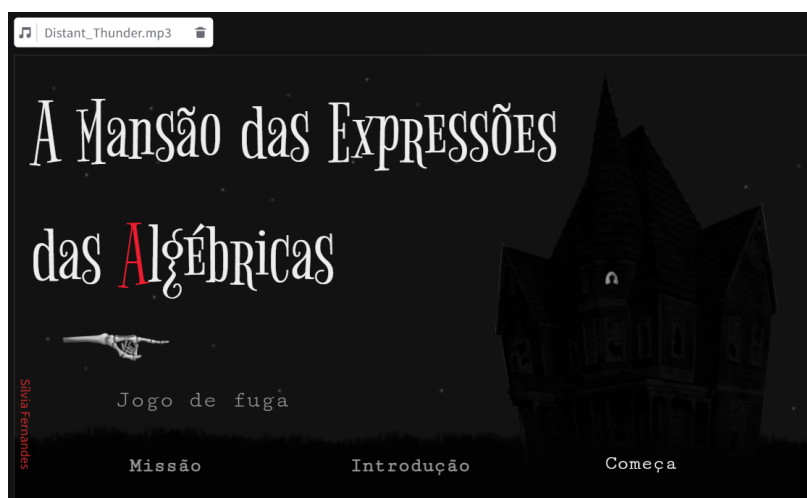 Distant_Thunder.mp3
A Mansão das Expressões
das Algébricas
Jogo de fuga
Sílvia Fernandes
Missão Introdução Começa